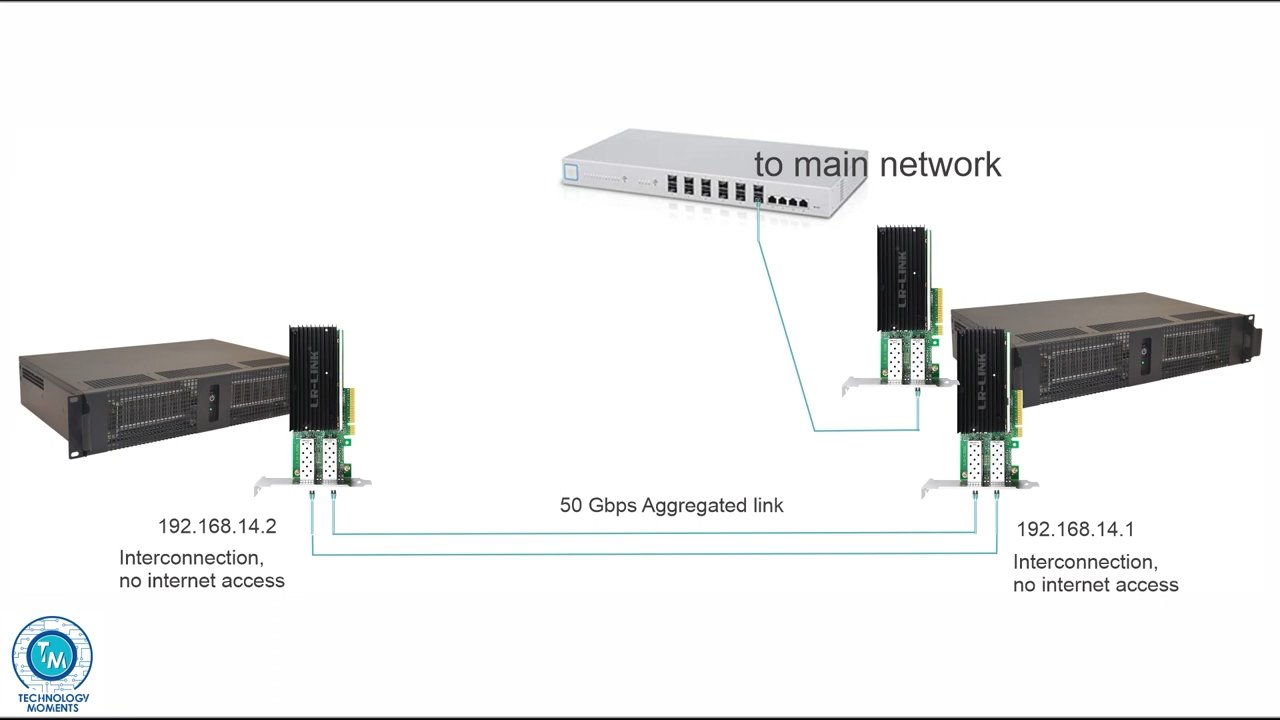 to main network
LR-LINK
LR-LINK
LR-LINK
50 Gbps Aggregated link
192.168.14.2
Interconnection,
no internet access
192.168.14.1
Interconnection,
no internet access
TM
TECHNOLOGY
MOMENTS